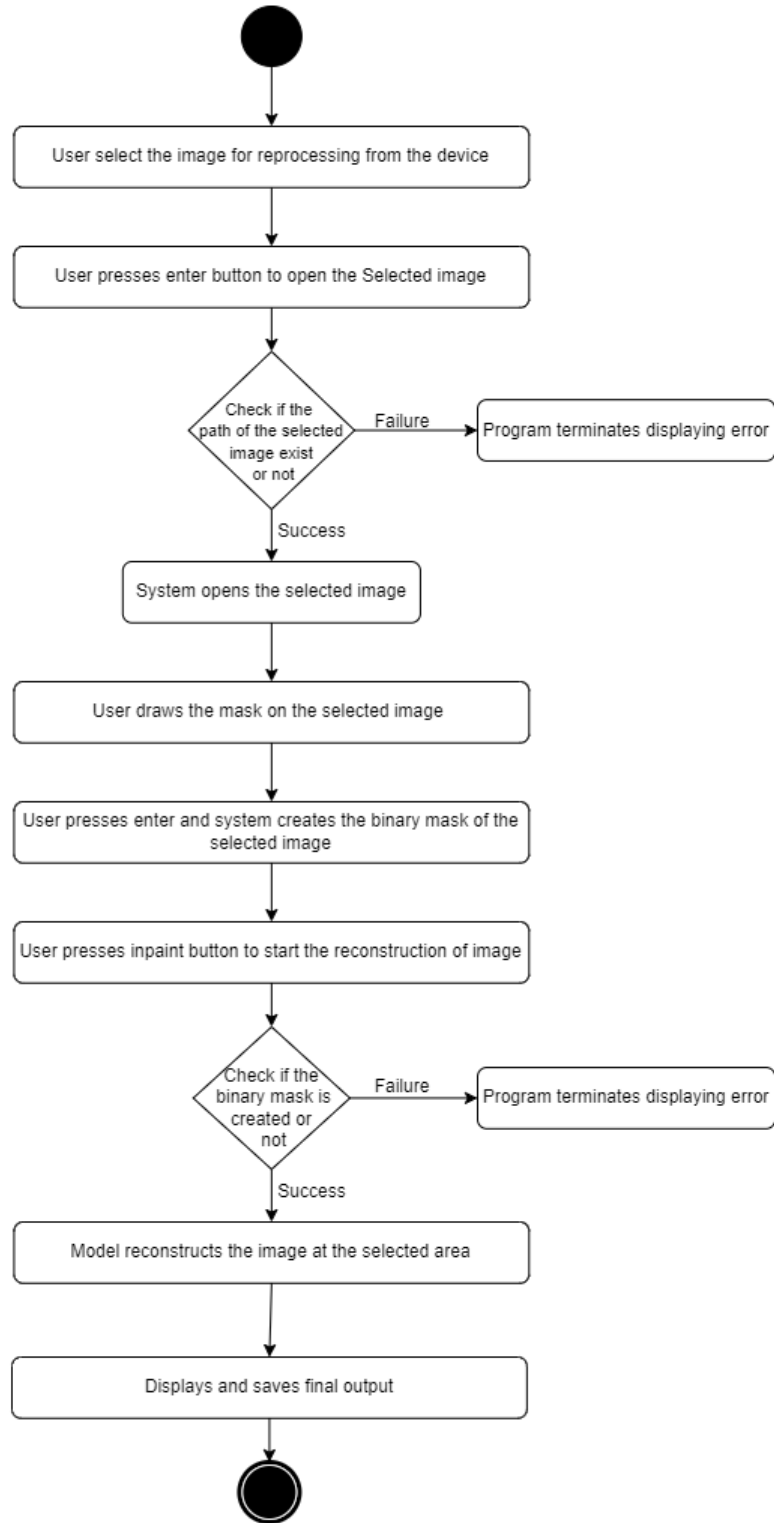 User select the image for reprocessing from the device
User presses enter button to open the Selected image
Check if the
path of the selected
image exist
or not
Failure
Program terminates displaying error
Success
System opens the selected image
User draws the mask on the selected image
User presses enter and system creates the binary mask of the
selected image
User presses inpaint button to start the reconstruction of image
Check if the
binary mask is
created or
not
Failure
Program terminates displaying error
Success
Model reconstructs the image at the selected area
Displays and saves final output